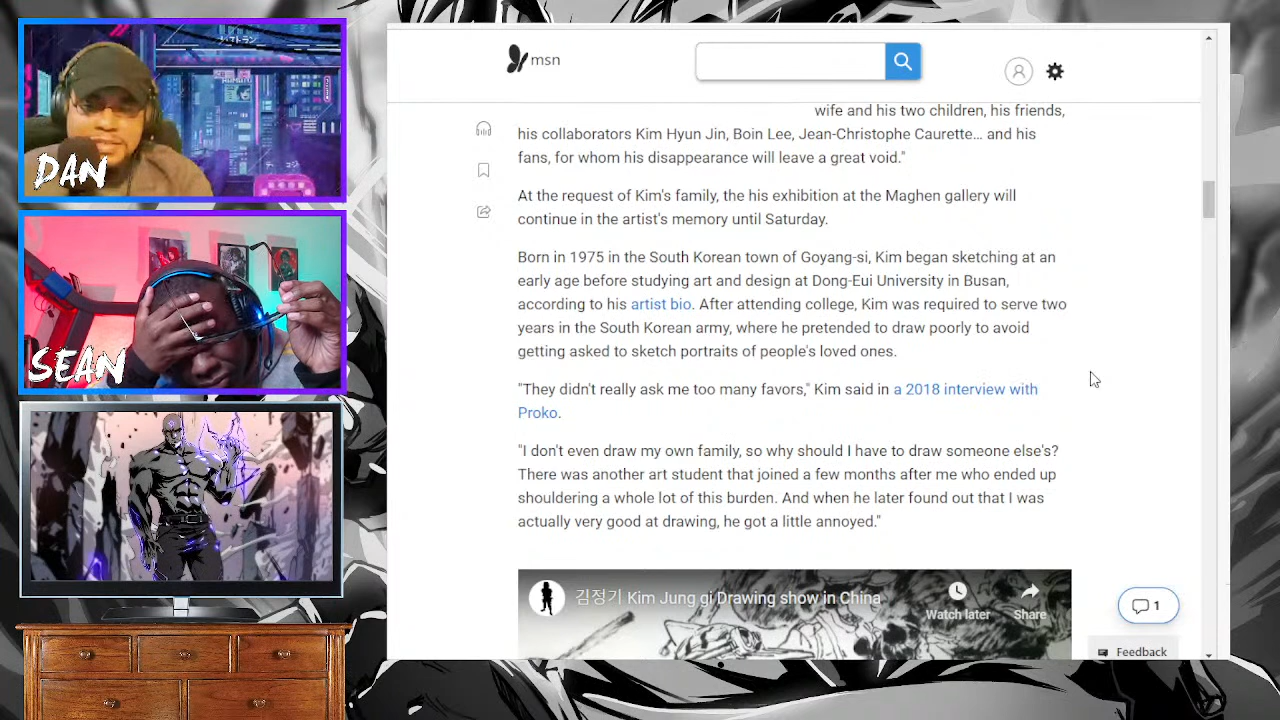 DAN
SEAN
msn
wife and his two children, his friends,
his collaborators Kim Hyun Jin, Boin Lee, Jean-Christophe Caurette… and his
fans, for whom his disappearance will leave a great void."
At the request of Kim's family, the his exhibition at the Maghen gallery will
continue in the artist's memory until Saturday.
Born in 1975 in the South Korean town of Goyang-si, Kim began sketching at an
early age before studying art and design at Dong-Eui University in Busan,
according to his artist bio. After attending college, Kim was required to serve two
years in the South Korean army, where he pretended to draw poorly to avoid
getting asked to sketch portraits of people's loved ones.
"They didn't really ask me too many favors," Kim said in a 2018 interview with
Proko.
"I don't even draw my own family, so why should I have to draw someone else's?
There was another art student that joined a few months after me who ended up
shouldering a whole lot of this burden. And when he later found out that I was
actually very good at drawing, he got a little annoyed."
김정기 Kim Jung gi Drawing show in China
Watch later
Share
1
Feedback